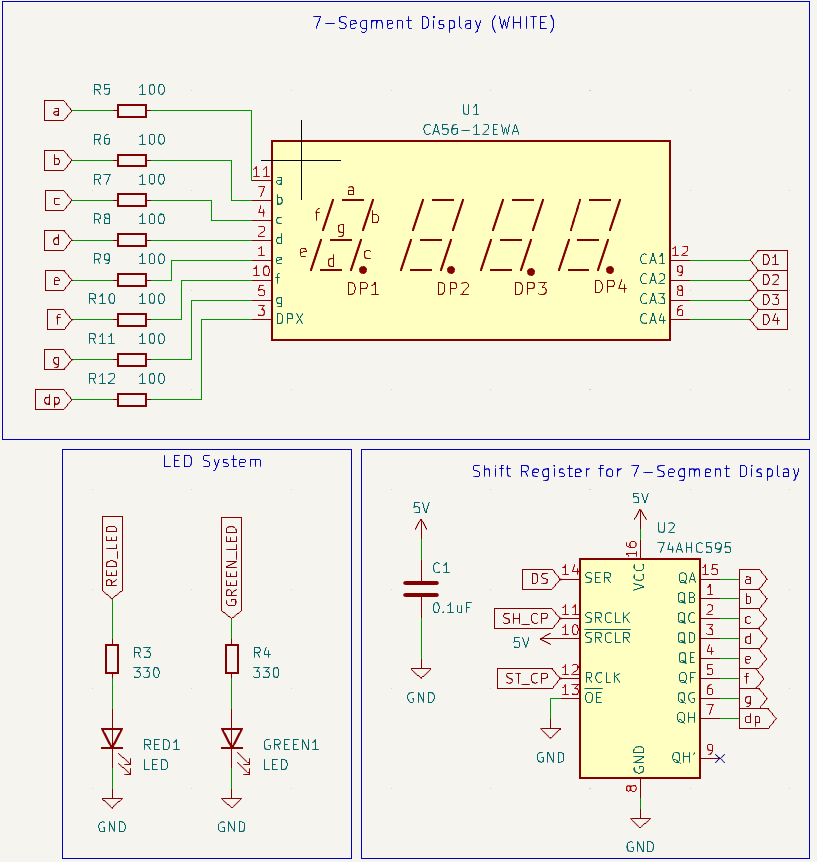 7-Segment Display (WHITE)
R5 100
a
R6 100
b
R7 100
c
R8 100
d
R9 100
e
R10 100
f
R11 100
g
R12 100
dp
U1
CA56-12EWA
11 a
7 b
4 c
2 d
1 e
10 f
5 g
3 DPX
a
f b
g
e d c
DP1 DP2 DP3 DP4
CA1 12 D1
CA2 9 D2
CA3 8 D3
CA4 6 D4
LED System
RED_LED
GREEN_LED
R3
330
R4
330
RED1
LED
GREEN1
LED
GND
GND
Shift Register for 7-Segment Display
5V
C1
0.1uF
GND
5V
U2
74AHC595
16
VCC
DS 14 SER
SH_CP 11 SRCLK
5V 10 SRCLR
ST_CP 12 RCLK
13 OE
GND
QA 15 a
QB 1 b
QC 2 c
QD 3 d
QE 4 e
QF 5 f
QG 6 g
QH 7 dp
QH' 9
GND
8
GND